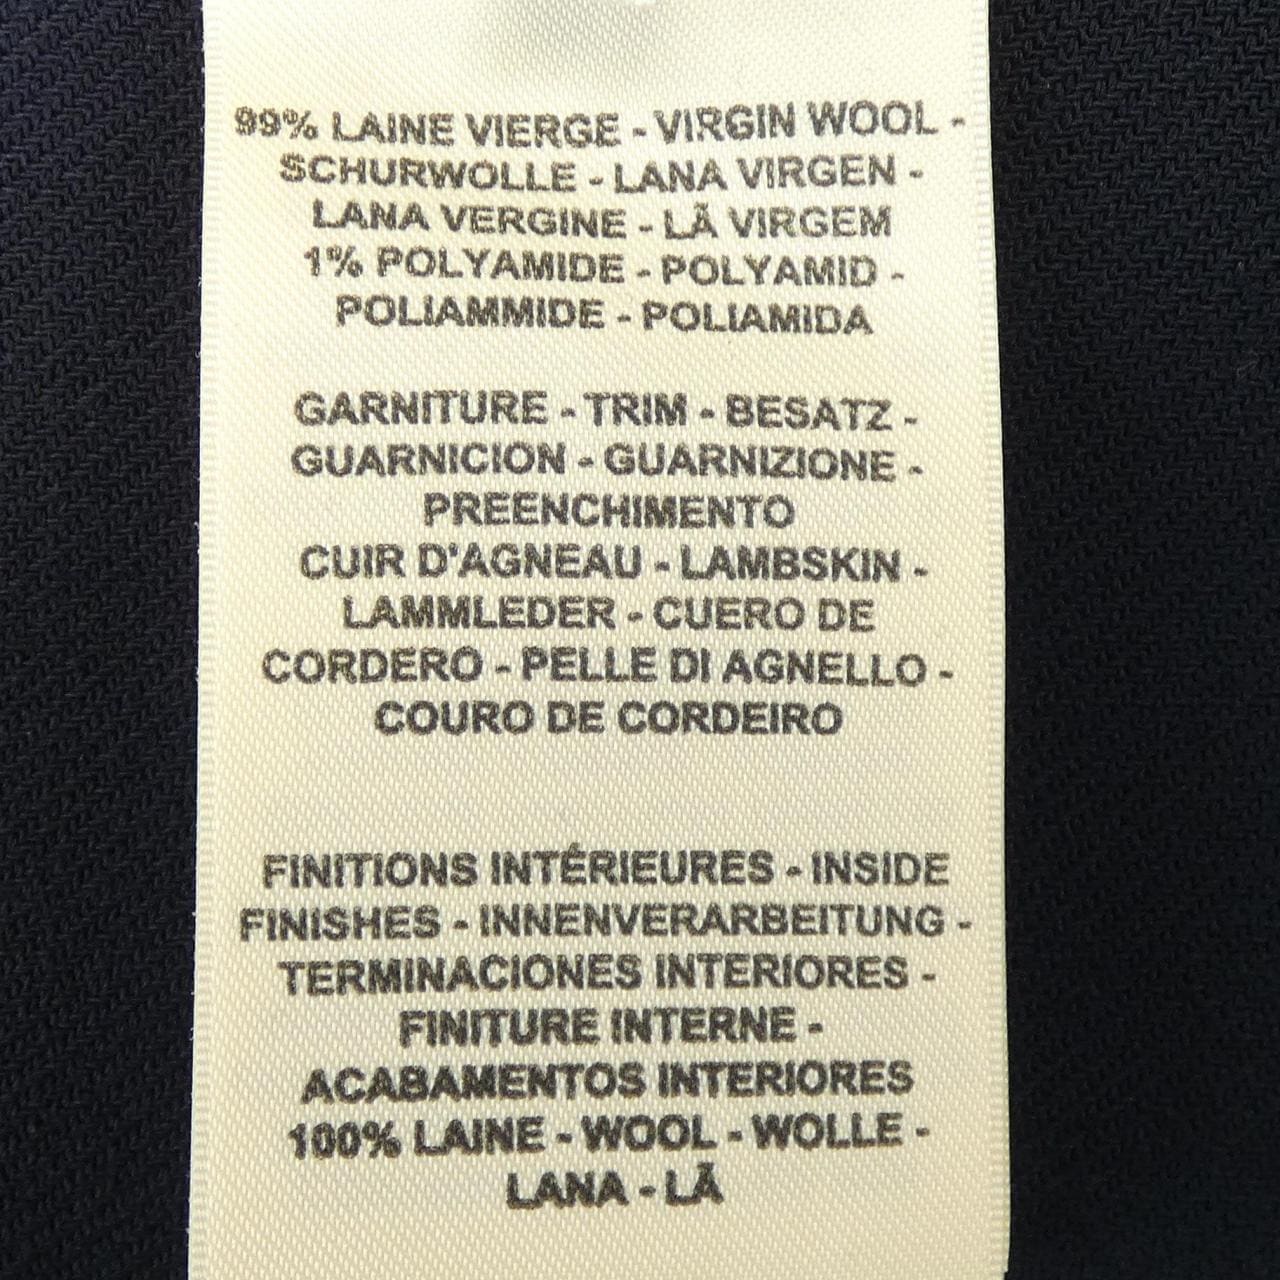 99% LAINE VIERGE - VIRGIN WOOL -
SCHURWOLLE - LANA VIRGEN -
LANA VERGINE - LÃ VIRGEM
1% POLYAMIDE - POLYAMID -
POLIAMMIDE - POLIAMIDA
GARNITURE - TRIM - BESATZ -
GUARNICION - GUARNIZIONE -
PREENCHIMENTO
CUIR D'AGNEAU - LAMBSKIN -
LAMMLEDER - CUERO DE
CORDERO - PELLE DI AGNELLO -
COURO DE CORDEIRO
FINITIONS INTÉRIEURES - INSIDE
FINISHES - INNENVERARBEITUNG -
TERMINACIONES INTERIORES -
FINITURE INTERNE -
ACABAMENTOS INTERIORES
100% LAINE - WOOL - WOLLE -
LANA - LÃ